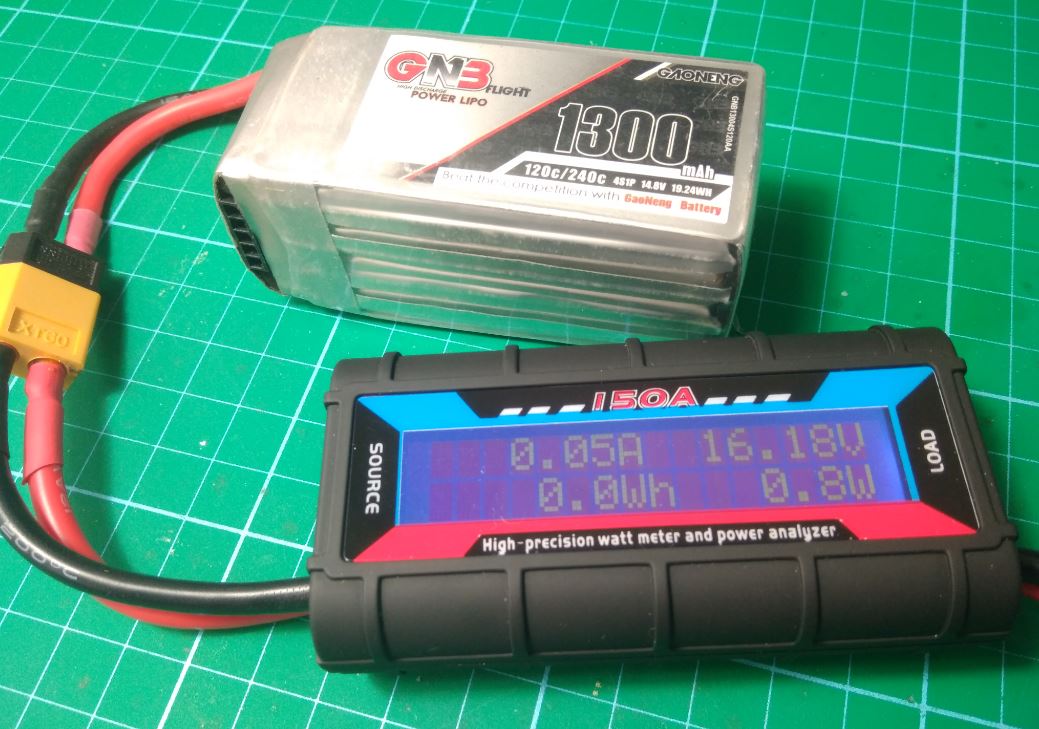 GNB FLIGHT
HIGH DISCHARGE
POWER LIPO
GAONENG
GNB13004S120AA
1300 mAh
120c/240c 4S1P 14.8V 19.24WH
Beat the competition with GaoNeng Battery
XT60
150A
SOURCE
LOAD
0.05A 16.18V
0.0Wh 0.8W
High-precision watt meter and power analyzer